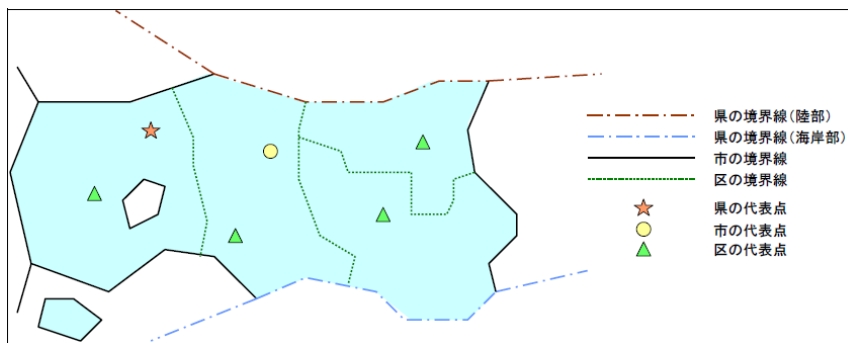 県の境界線(陸部)
県の境界線(海岸部)
市の境界線
区の境界線
県の代表点
市の代表点
区の代表点